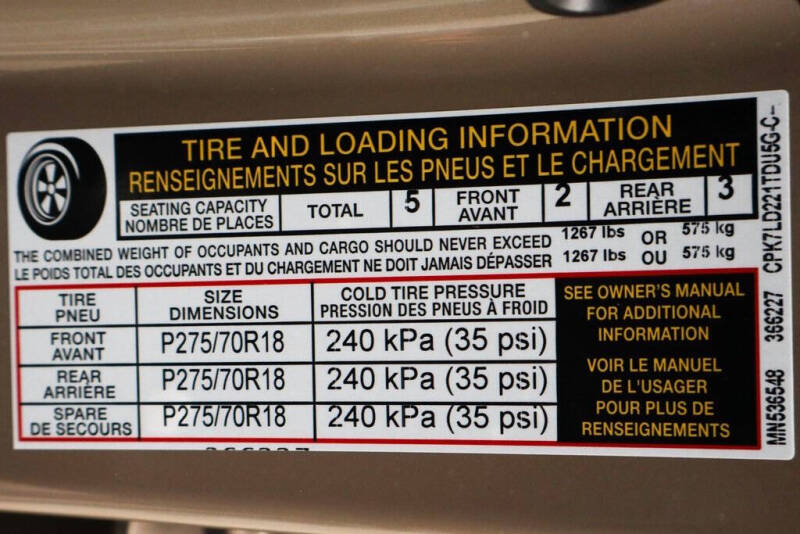 TIRE AND LOADING INFORMATION
RENSEIGNEMENTS SUR LES PNEUS ET LE CHARGEMENT
SEATING CAPACITY
NOMBRE DE PLACES
TOTAL 5
FRONT
AVANT
2
REAR
ARRIÈRE
3
THE COMBINED WEIGHT OF OCCUPANTS AND CARGO SHOULD NEVER EXCEED 1267 lbs OR 575 kg
LE POIDS TOTAL DES OCCUPANTS ET DU CHARGEMENT NE DOIT JAMAIS DÉPASSER 1267 lbs OU 575 kg
TIRE
PNEU
SIZE
DIMENSIONS
COLD TIRE PRESSURE
PRESSION DES PNEUS À FROID
FRONT
AVANT
P275/70R18 240 kPa (35 psi)
REAR
ARRIÈRE
P275/70R18 240 kPa (35 psi)
SPARE
DE SECOURS
P275/70R18 240 kPa (35 psi)
SEE OWNER'S MANUAL
FOR ADDITIONAL
INFORMATION
VOIR LE MANUEL
DE L'USAGER
POUR PLUS DE
RENSEIGNEMENTS
MN536548 366227 CPK7LD221TDU5G-C-